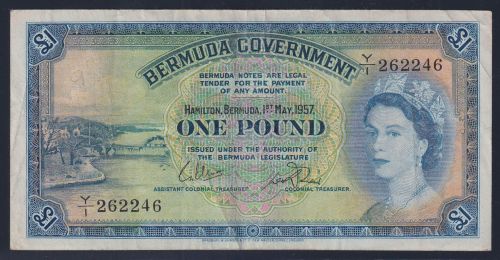 £1
£1
BERMUDA GOVERNMENT
Y/1 262246
BERMUDA NOTES ARE LEGAL
TENDER FOR THE PAYMENT
OF ANY AMOUNT.
HAMILTON, BERMUDA, 1ST MAY, 1957.
ONE POUND
ISSUED UNDER THE AUTHORITY OF
THE BERMUDA LEGISLATURE
ASSISTANT COLONIAL TREASURER.
COLONIAL TREASURER.
Y/1 262246
£1
£1